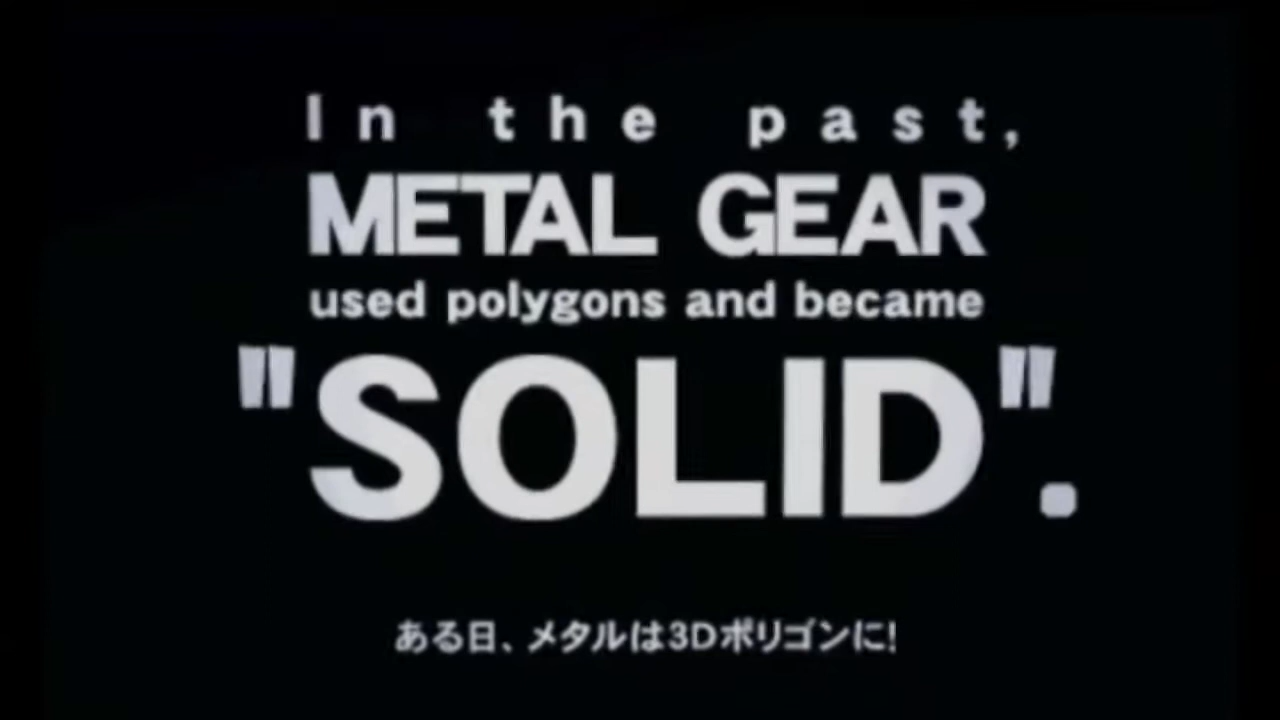 In the past,
METAL GEAR
used polygons and became
"SOLID".
ある日、メタルは3Dポリゴンに!